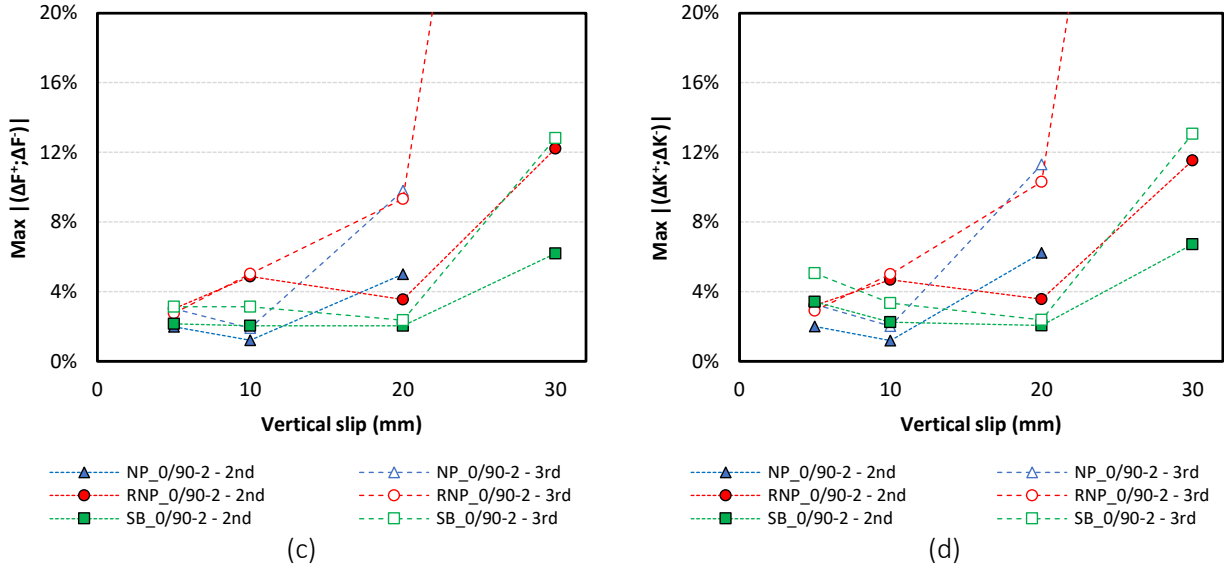 20%
16%
12%
8%
4%
0%
Max |(ΔF⁺;ΔF⁻)|
0 10 20 30
Vertical slip (mm)
NP_0/90-2 - 2nd NP_0/90-2 - 3rd
RNP_0/90-2 - 2nd RNP_0/90-2 - 3rd
SB_0/90-2 - 2nd SB_0/90-2 - 3rd
(c)
20%
16%
12%
8%
4%
0%
Max |(ΔK⁺;ΔK⁻)|
0 10 20 30
Vertical slip (mm)
NP_0/90-2 - 2nd NP_0/90-2 - 3rd
RNP_0/90-2 - 2nd RNP_0/90-2 - 3rd
SB_0/90-2 - 2nd SB_0/90-2 - 3rd
(d)